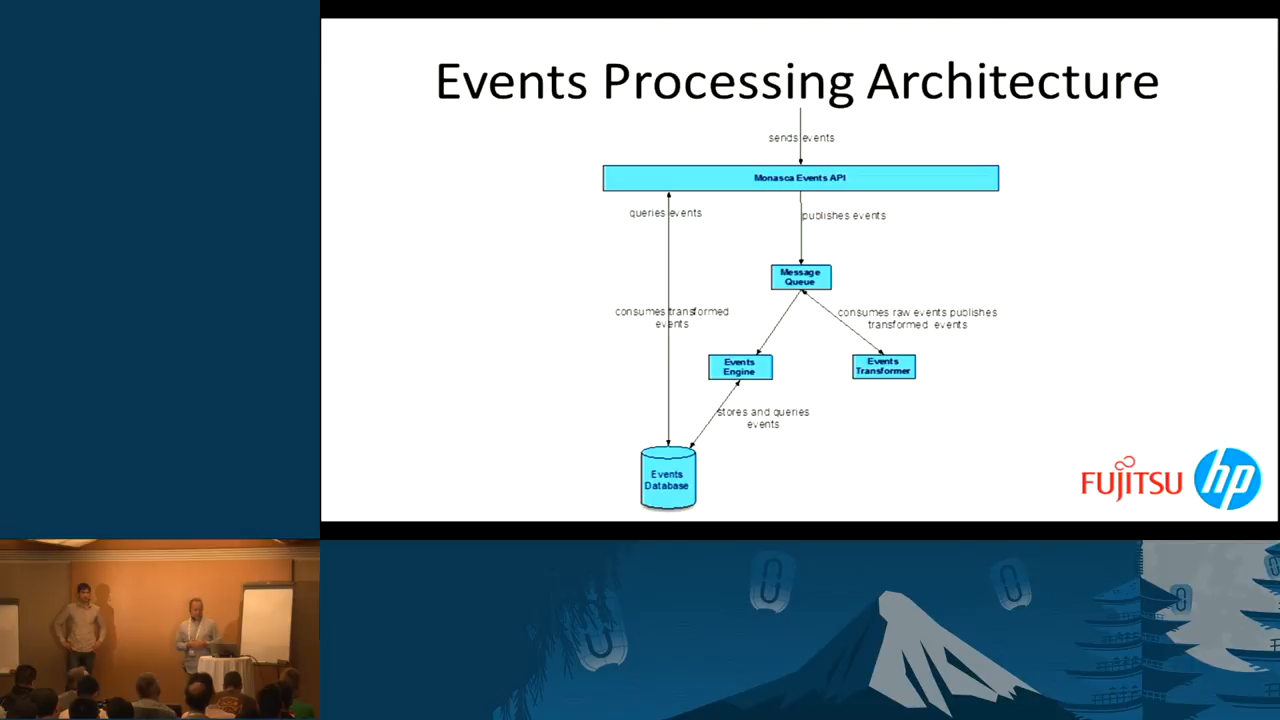 Events Processing Architecture
sends events
Monasca Events API
queries events
publishes events
Message
Queue
consumes transformed
events
consumes raw events publishes
transformed events
Events
Engine
Events
Transformer
stores and queries
events
Events
Database
FUJITSU
hp